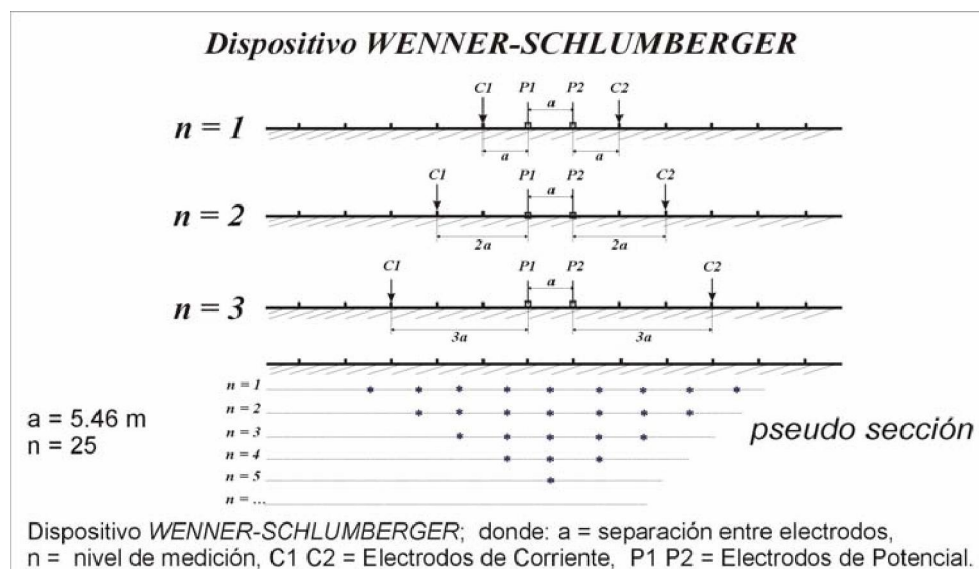 Dispositivo WENNER-SCHLUMBERGER
C1 P1 P2 C2
a
n = 1
a a
C1 P1 P2 C2
a
n = 2
2a 2a
C1 P1 P2 C2
a
n = 3
3a 3a
n = 1
n = 2
n = 3
n = 4
n = 5
n = ...
a = 5.46 m
n = 25
pseudo sección
Dispositivo WENNER-SCHLUMBERGER; donde: a = separación entre electrodos,
n = nivel de medición, C1 C2 = Electrodos de Corriente, P1 P2 = Electrodos de Potencial.